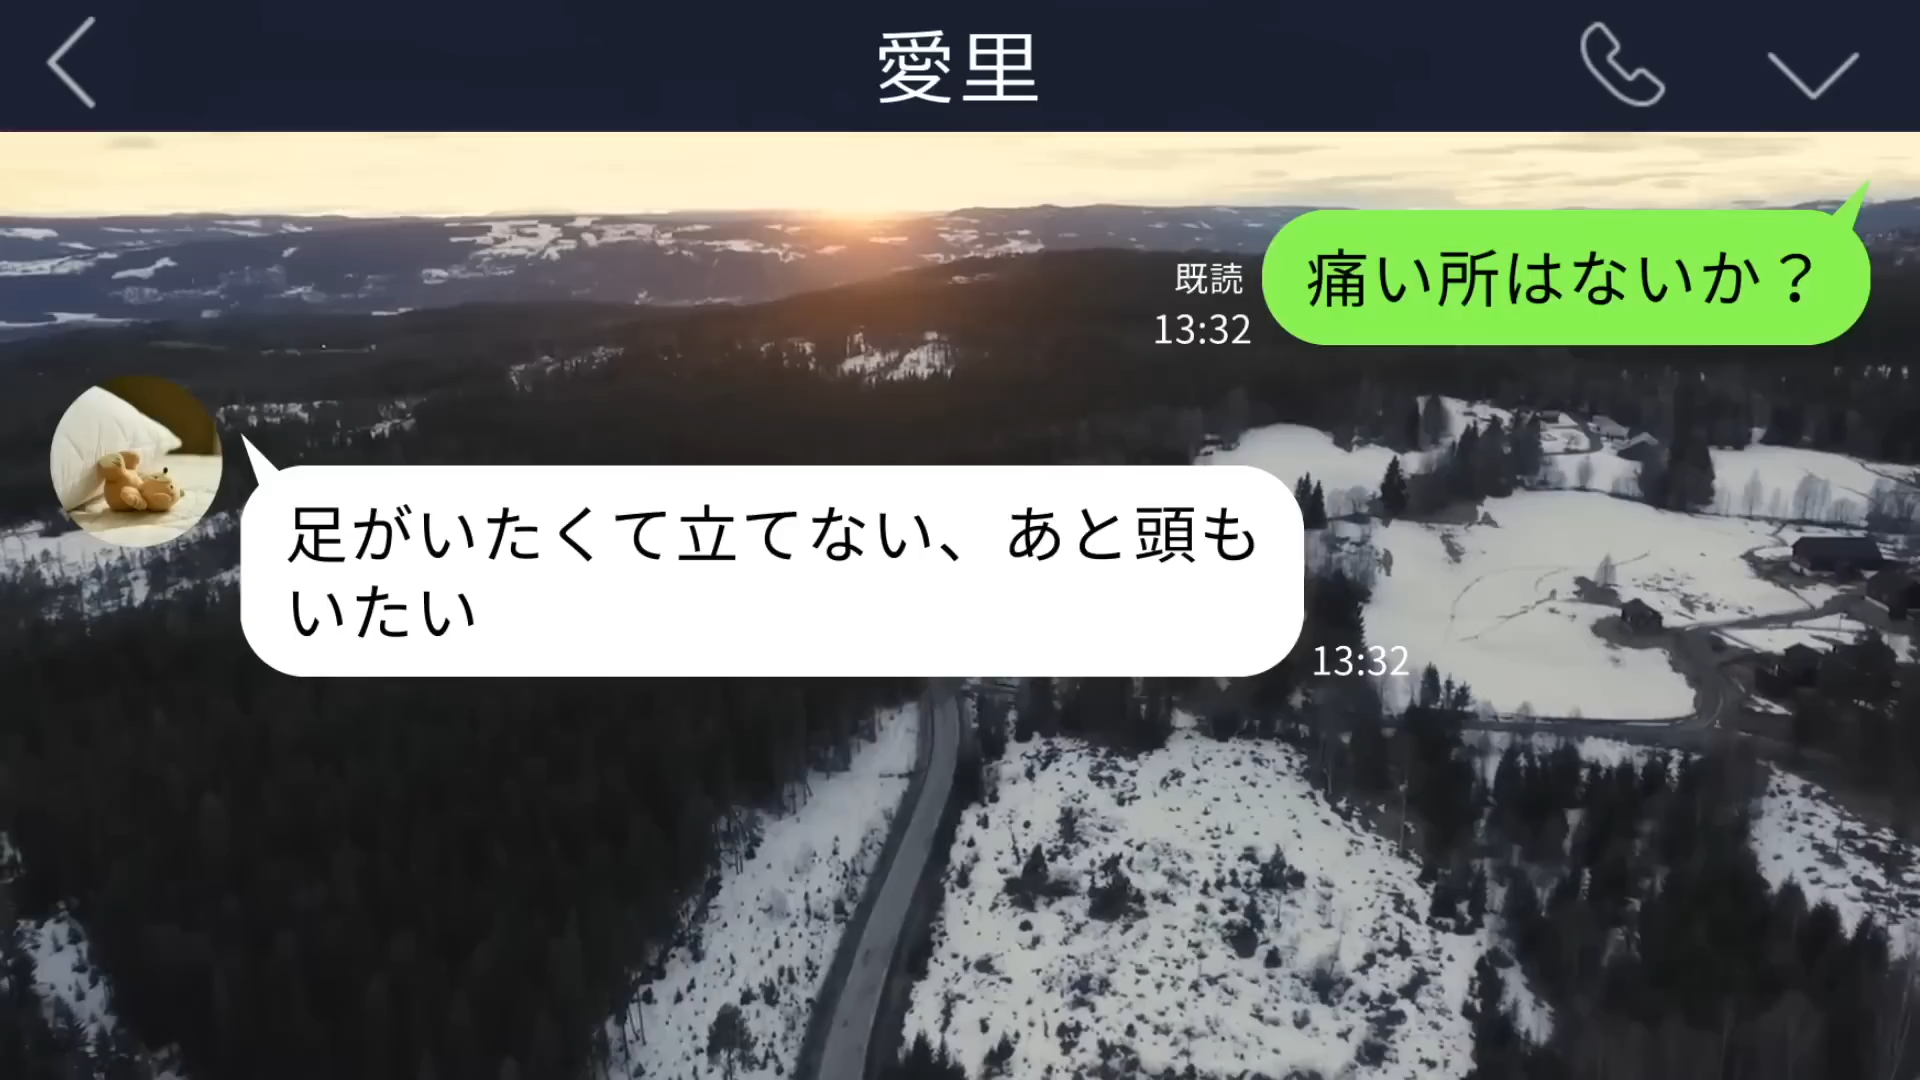 愛里
痛い所はないか？
既読
13:32
足がいたくて立てない、あと頭も
いたい
13:32